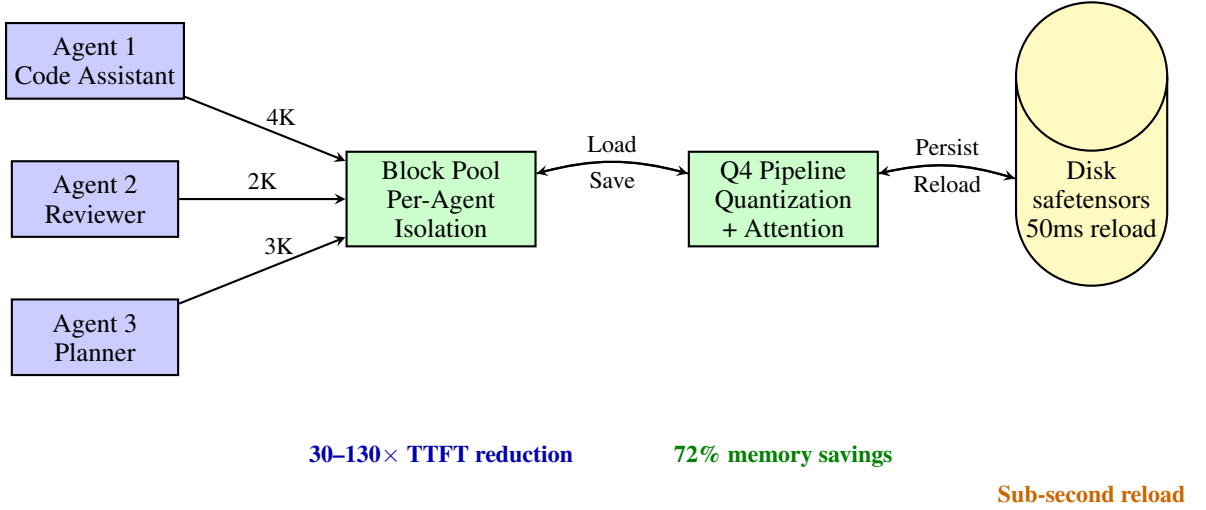 Agent 1
Code Assistant
4K
Agent 2
Reviewer
2K
Agent 3
Planner
3K
Block Pool
Per-Agent
Isolation
Load
Save
Q4 Pipeline
Quantization
+ Attention
Persist
Reload
Disk
safetensors
50ms reload
30–130× TTFT reduction
72% memory savings
Sub-second reload